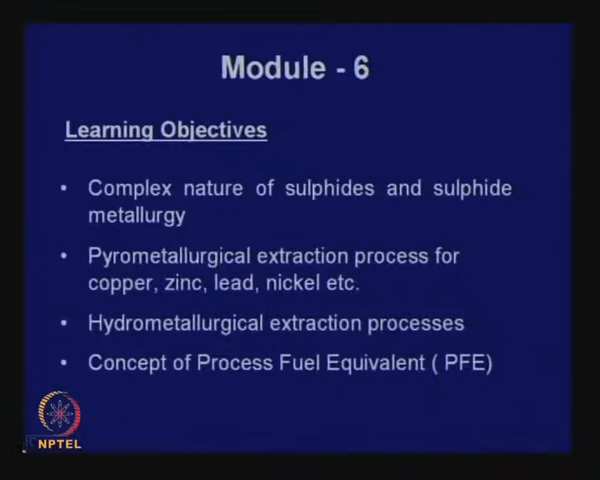 Module - 6
Learning Objectives
• Complex nature of sulphides and sulphide
metallurgy
• Pyrometallurgical extraction process for
copper, zinc, lead, nickel etc.
• Hydrometallurgical extraction processes
• Concept of Process Fuel Equivalent ( PFE)
NPTEL